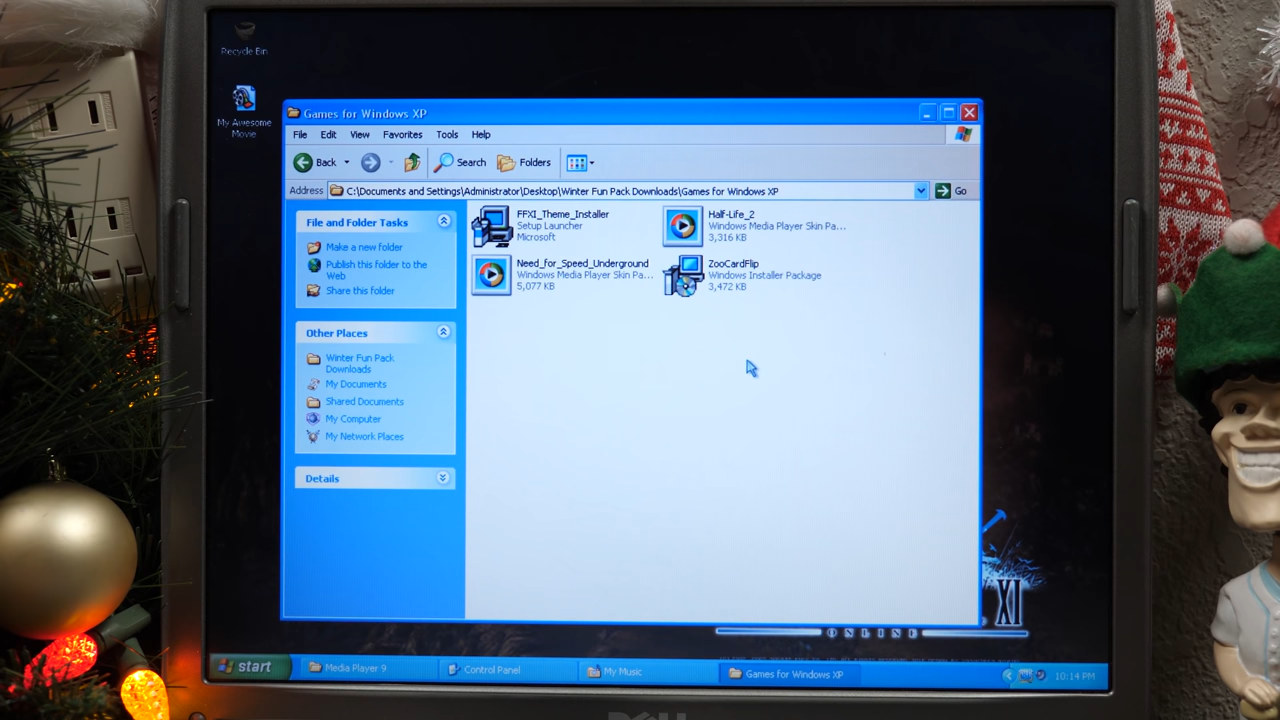 Recycle Bin
My Awesome
Movie
Games for Windows XP
File Edit View Favorites Tools Help
Back Search Folders
Address C:\Documents and Settings\Administrator\Desktop\Winter Fun Pack Downloads\Games for Windows XP Go
File and Folder Tasks
Make a new folder
Publish this folder to the
Web
Share this folder
Other Places
Winter Fun Pack
Downloads
My Documents
Shared Documents
My Computer
My Network Places
Details
FFXI_Theme_Installer
Setup Launcher
Microsoft
Half-Life_2
Windows Media Player Skin Pa...
3,316 KB
Need_for_Speed_Underground
Windows Media Player Skin Pa...
5,077 KB
ZooCardFlip
Windows Installer Package
3,472 KB
XI
ONLINE
start Media Player 9 Control Panel My Music Games for Windows XP 10:14 PM
DELL